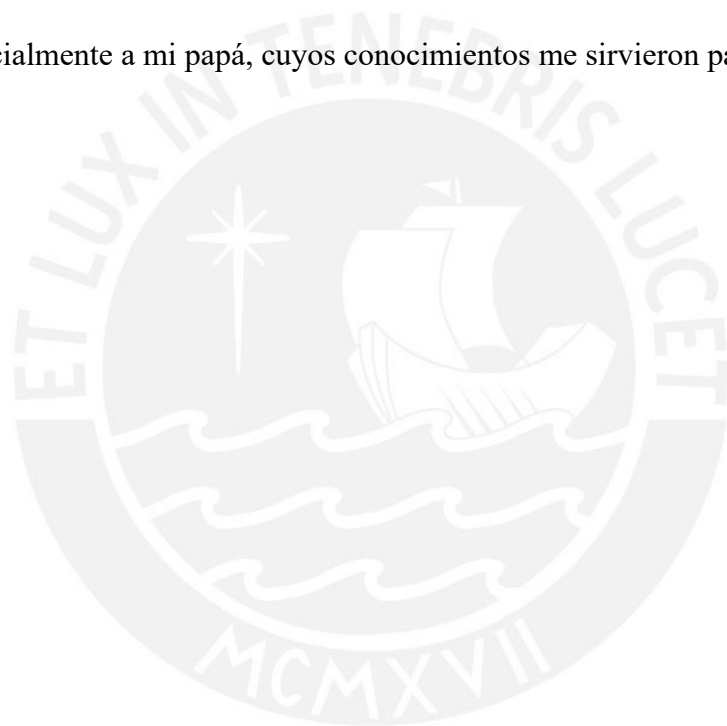 cialmente a mi papá, cuyos conocimientos me sirvieron pa
ET LUX IN TENEBRIS LUCET
MCMXVII